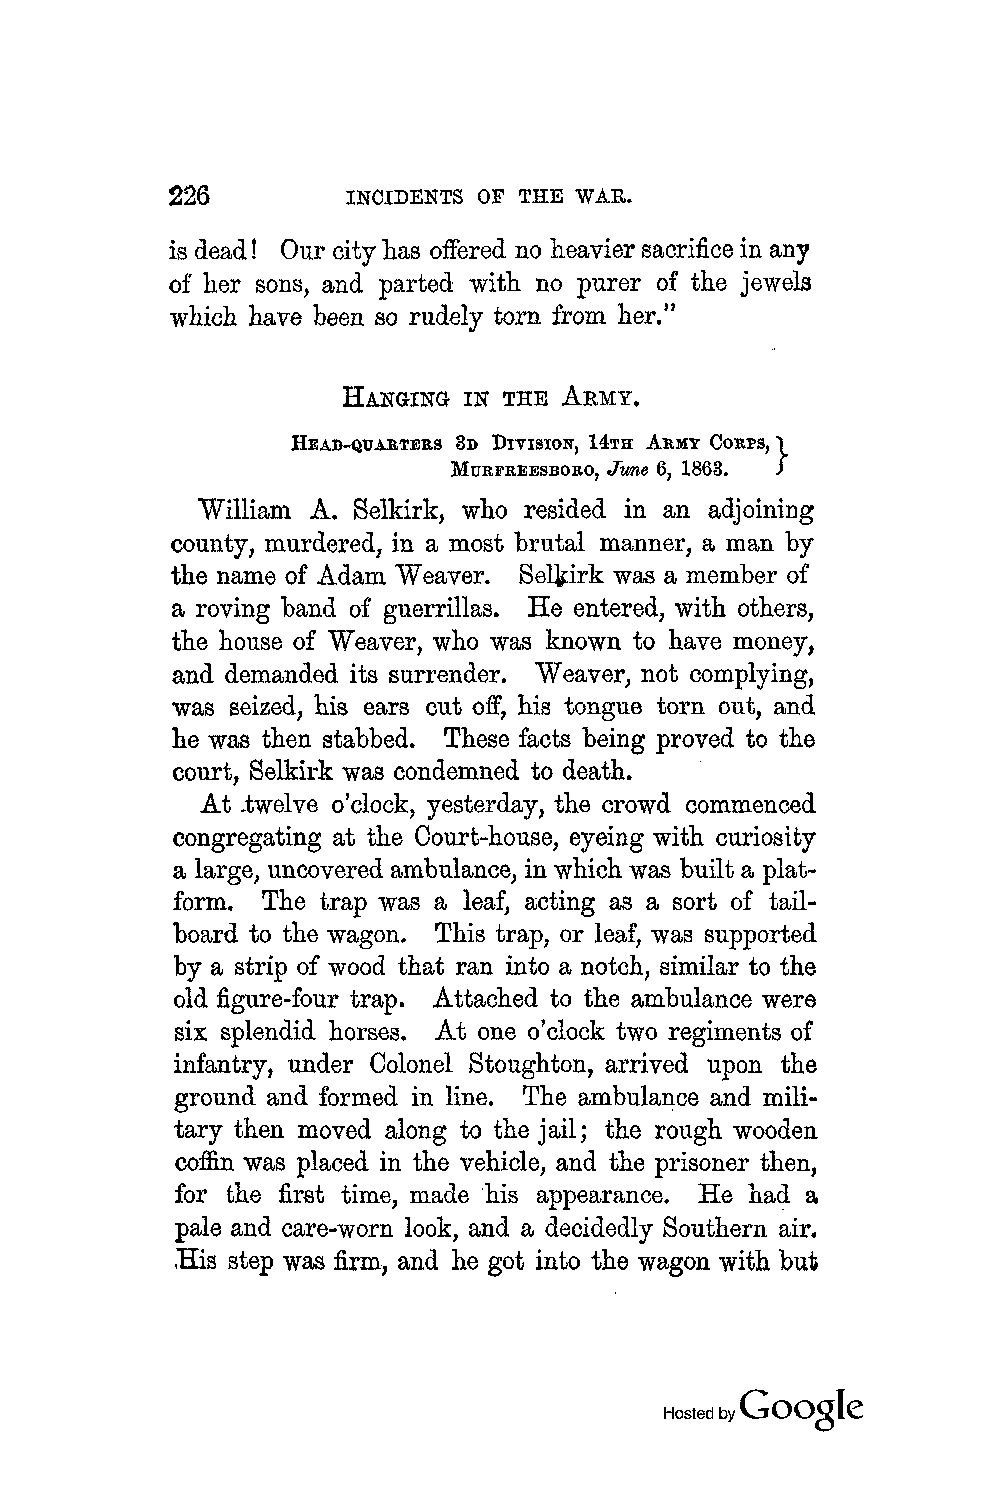 226 INCIDENTS OF THE WAR.
is dead! Our city has offered no heavier sacrifice in any
of her sons, and parted with no purer of the jewels
which have been so rudely torn from her."
HANGING IN THE ARMY.
HEAD-QUARTERS 3D DIVISION, 14TH ARMY CORPS, }
MURFREESBORO, June 6, 1863.
William A. Selkirk, who resided in an adjoining
county, murdered, in a most brutal manner, a man by
the name of Adam Weaver. Selkirk was a member of
a roving band of guerrillas. He entered, with others,
the house of Weaver, who was known to have money,
and demanded its surrender. Weaver, not complying,
was seized, his ears cut off, his tongue torn out, and
he was then stabbed. These facts being proved to the
court, Selkirk was condemned to death.
At twelve o'clock, yesterday, the crowd commenced
congregating at the Court-house, eyeing with curiosity
a large, uncovered ambulance, in which was built a plat-
form. The trap was a leaf, acting as a sort of tail-
board to the wagon. This trap, or leaf, was supported
by a strip of wood that ran into a notch, similar to the
old figure-four trap. Attached to the ambulance were
six splendid horses. At one o'clock two regiments of
infantry, under Colonel Stoughton, arrived upon the
ground and formed in line. The ambulance and mili-
tary then moved along to the jail; the rough wooden
coffin was placed in the vehicle, and the prisoner then,
for the first time, made his appearance. He had a
pale and care-worn look, and a decidedly Southern air.
His step was firm, and he got into the wagon with but
Hosted by Google